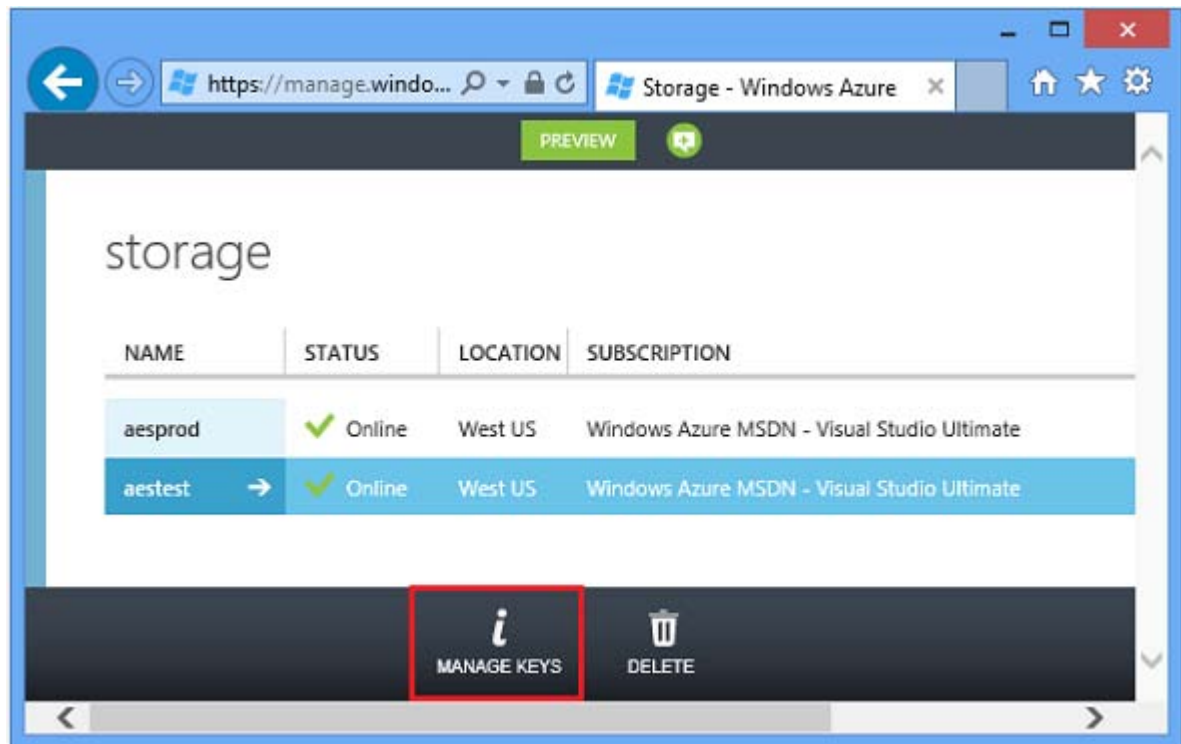 https://manage.windo... Storage - Windows Azure
PREVIEW
storage
NAME STATUS LOCATION SUBSCRIPTION
aesprod Online West US Windows Azure MSDN - Visual Studio Ultimate
aestest Online West US Windows Azure MSDN - Visual Studio Ultimate
MANAGE KEYS DELETE